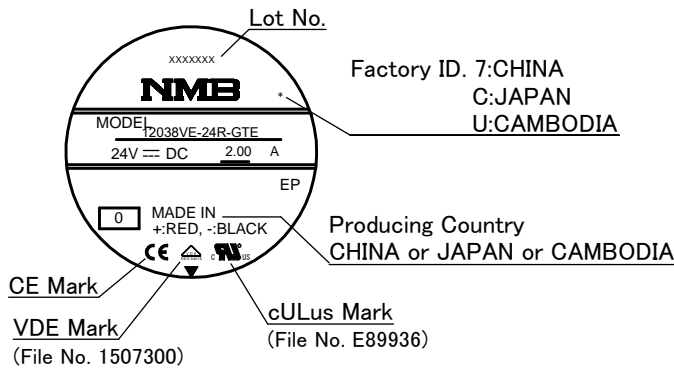 Lot No.
xxxxxxx
NMB
*
Factory ID. 7:CHINA
C:JAPAN
U:CAMBODIA
MODEL 12038VE-24R-GTE
24V DC 2.00 A
EP
0
MADE IN
+:RED, -:BLACK
Producing Country
CHINA or JAPAN or CAMBODIA
CE
C UR US
CE Mark
VDE Mark
(File No. 1507300)
cULus Mark
(File No. E89936)